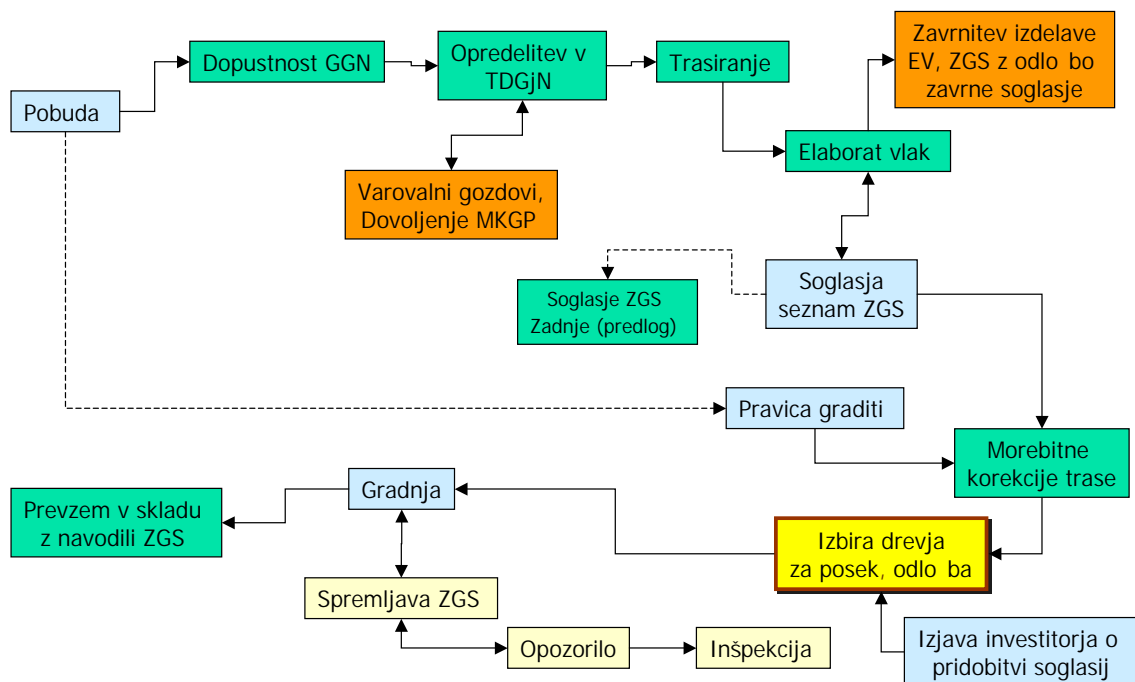 Pobuda
Dopustnost GGN
Opredelitev v
TDGjN
Trasiranje
Zavrnitev izdelave
EV, ZGS z odlo bo
zavrne soglasje
Elaborat vlak
Varovalni gozdovi,
Dovoljenje MKGP
Soglasje ZGS
Zadnje (predlog)
Soglasja
seznam ZGS
Pravica graditi
Morebitne
korekcije trase
Prevzem v skladu
z navodili ZGS
Gradnja
Izbira drevja
za posek, odlo ba
Spremljava ZGS
Opozorilo
Inšpekcija
Izjava investitorja o
pridobitvi soglasij